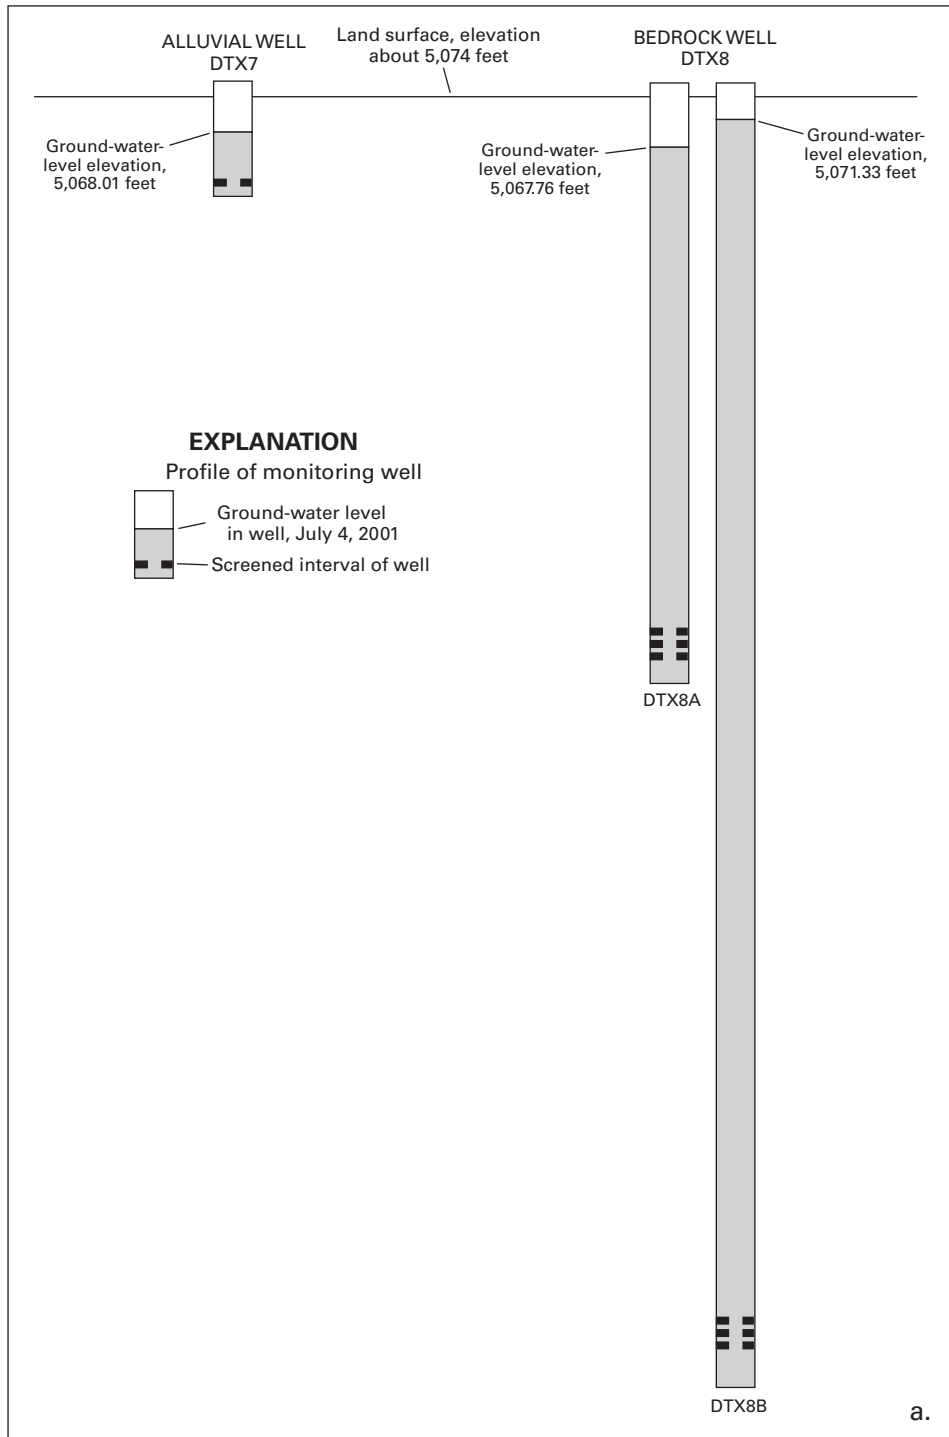 ALLUVIAL WELL
DTX7
Land surface, elevation
about 5,074 feet
BEDROCK WELL
DTX8
Ground-water-
level elevation,
5,068.01 feet
Ground-water-
level elevation,
5,067.76 feet
Ground-water-
level elevation,
5,071.33 feet
EXPLANATION
Profile of monitoring well
Ground-water level
in well, July 4, 2001
Screened interval of well
DTX8A
DTX8B
a.